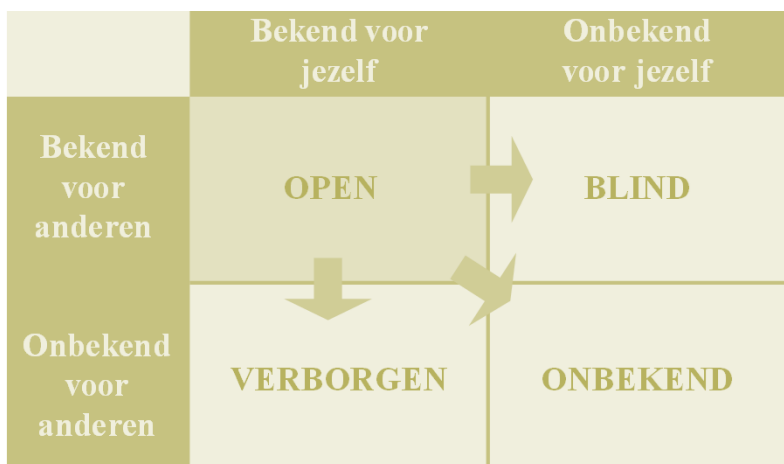 Bekend voor
jezelf
Onbekend
voor jezelf
Bekend
voor
anderen
OPEN
BLIND
Onbekend
voor
anderen
VERBORGEN
ONBEKEND